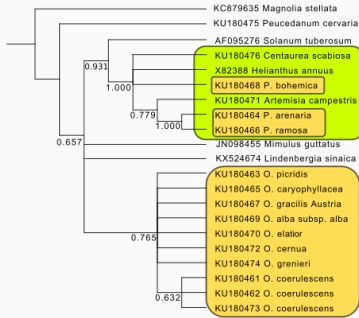 KC879635 Magnolia stellata
KU180475 Peucedanum cervaria
AF095276 Solanum tuberosum
0.931
KU180476 Centaurea scabiosa
X82388 Helianthus annuus
1.000
KU180468 P. bohemica
KU180471 Artemisia campestris
0.779
KU180464 P. arenaria
1.000
KU180466 P. ramosa
0.657
JN098455 Mimulus guttatus
KX524674 Lindenbergia sinaica
KU180463 O. picridis
KU180465 O. caryophyllacea
KU180467 O. gracilis Austria
KU180469 O. alba subsp. alba
0.765
KU180470 O. elatior
KU180472 O. cernua
KU180474 O. grenieri
KU180461 O. coerulescens
0.632
KU180462 O. coerulescens
KU180473 O. coerulescens